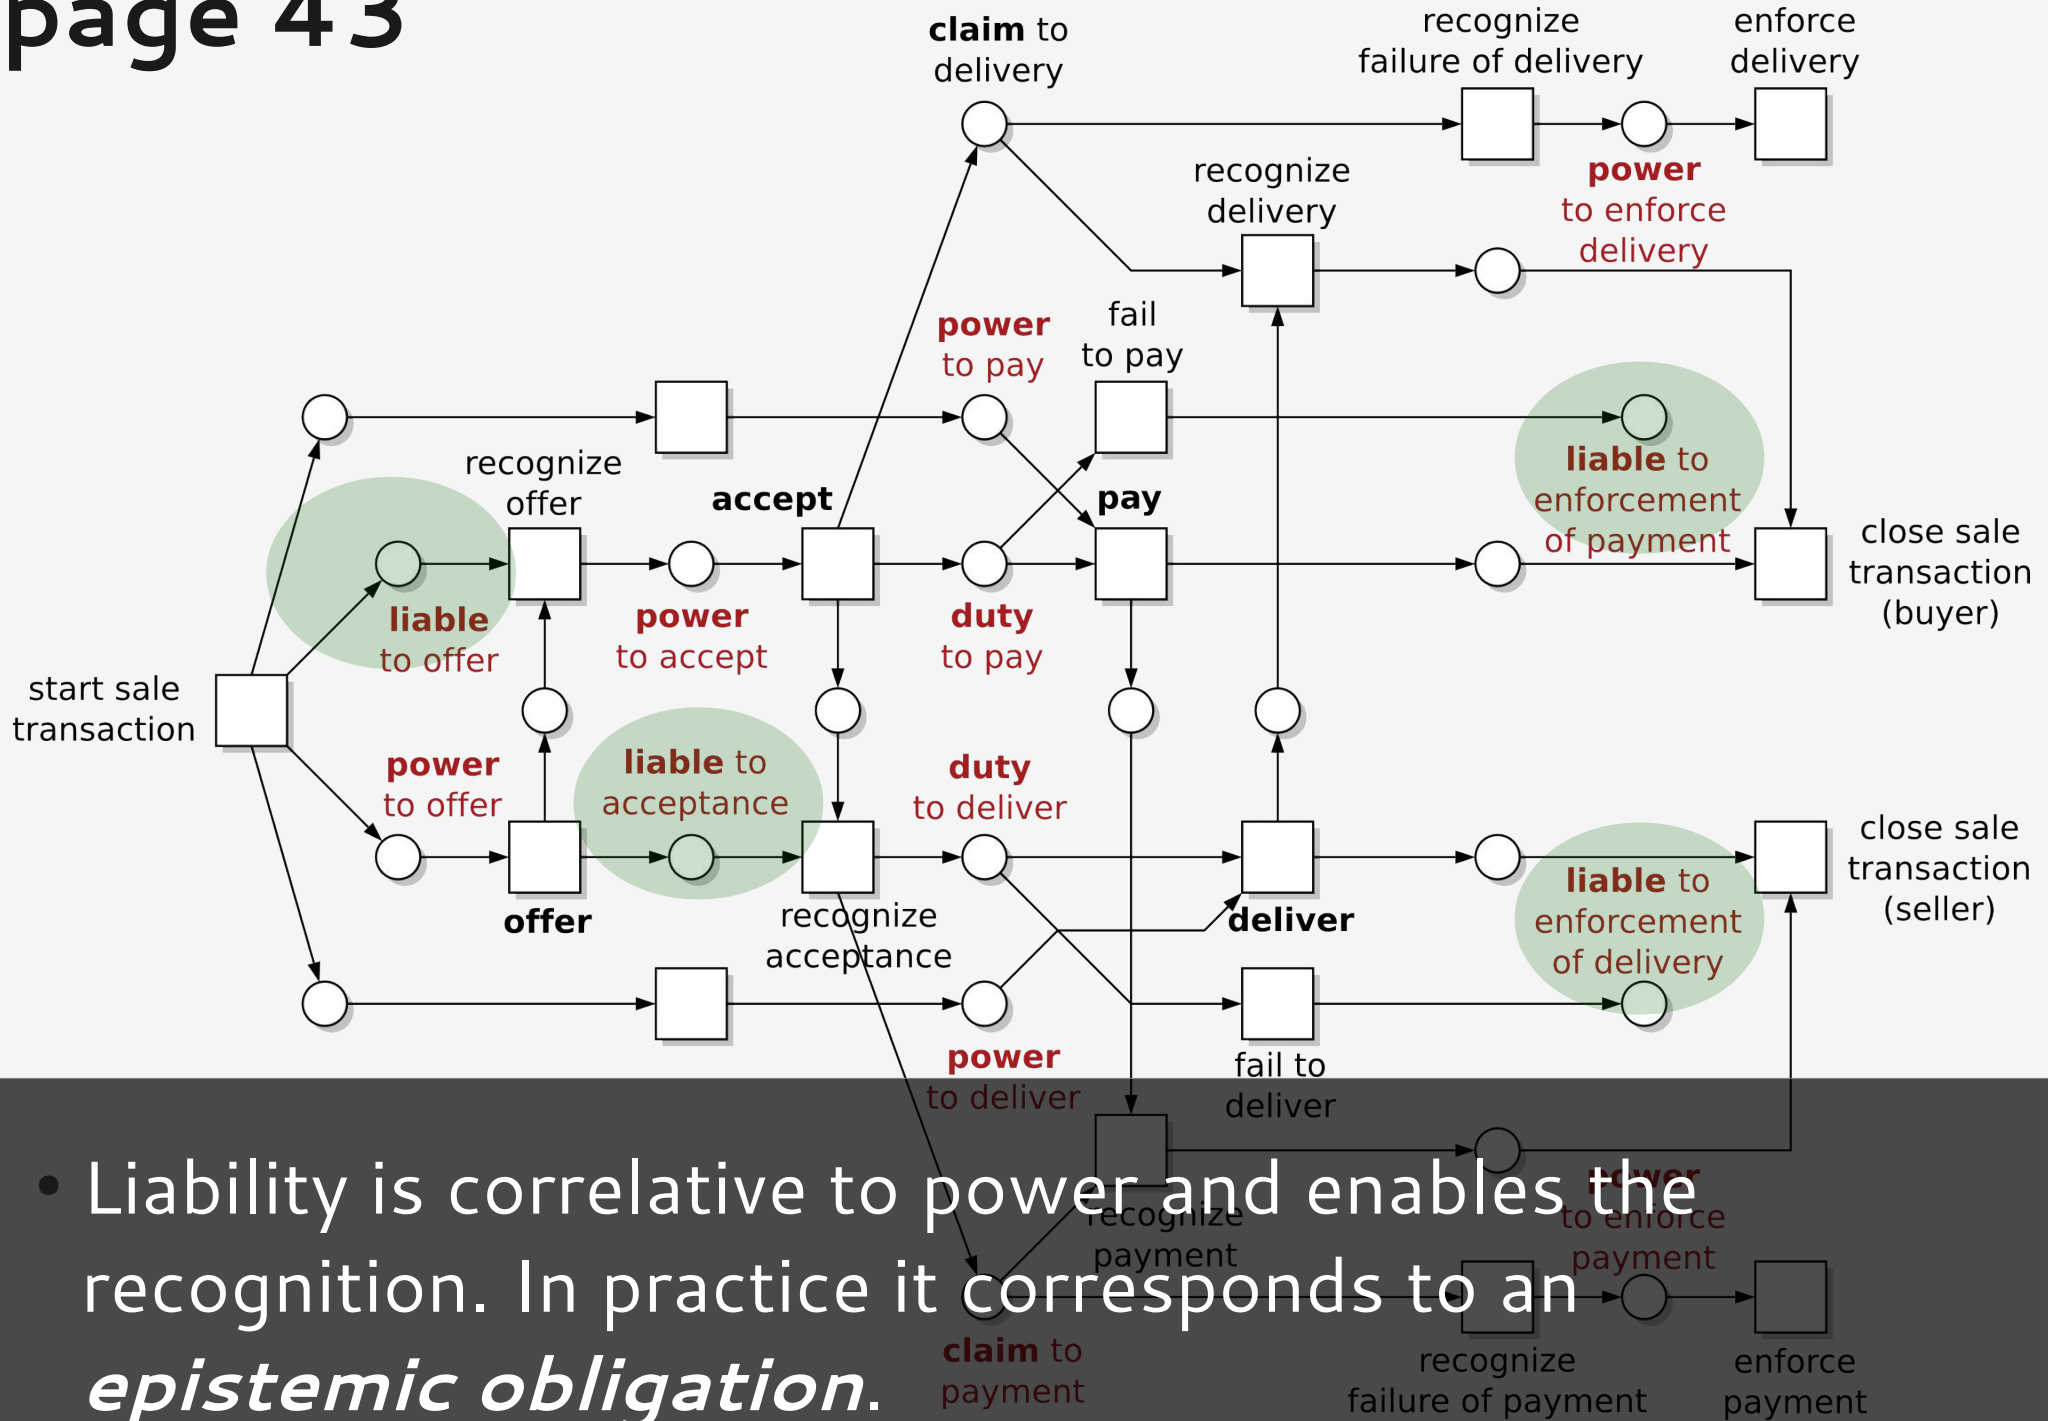 page 43
claim to
delivery
recognize
failure of delivery
enforce
delivery
power
to enforce
delivery
recognize
delivery
power
to pay
fail
to pay
recognize
offer
accept
pay
liable to
enforcement
of payment
close sale
transaction
(buyer)
liable
to offer
power
to accept
duty
to pay
start sale
transaction
power
to offer
liable to
acceptance
duty
to deliver
offer
recognize
acceptance
deliver
liable to
enforcement
of delivery
close sale
transaction
(seller)
power
to deliver
fail to
deliver
recognize
payment
power
to enforce
payment
claim to
payment
recognize
failure of payment
enforce
payment
• Liability is correlative to power and enables the
recognition. In practice it corresponds to an
epistemic obligation.